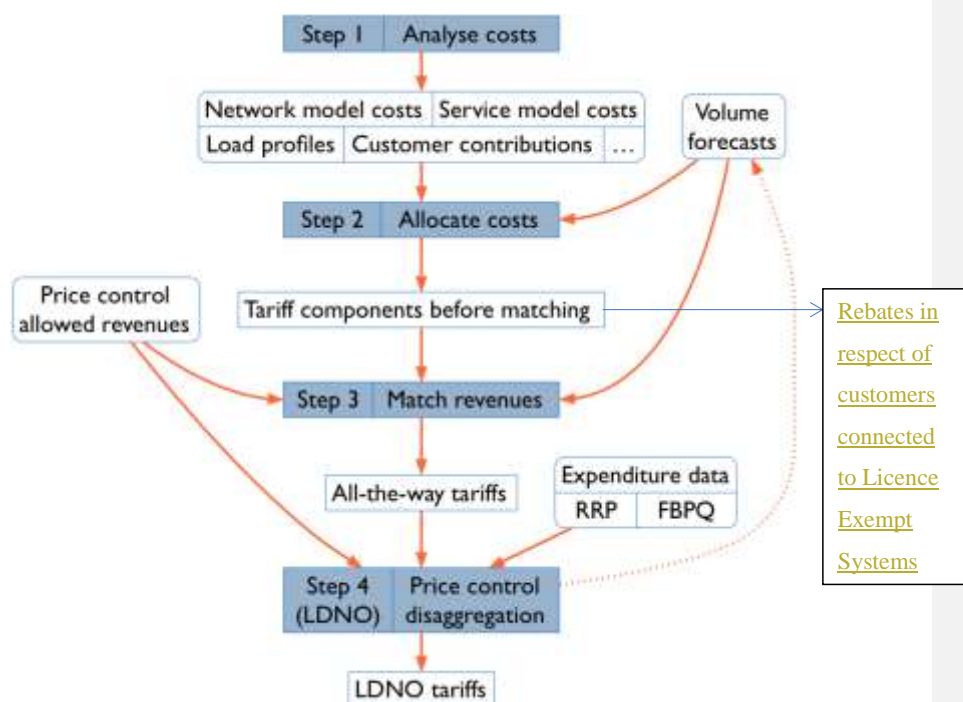 Step 1 Analyse costs
Network model costs Service model costs
Load profiles Customer contributions ...
Volume
forecasts
Step 2 Allocate costs
Price control
allowed revenues
Tariff components before matching
Rebates in
respect of
customers
connected
to Licence
Exempt
Systems
Step 3 Match revenues
All-the-way tariffs
Expenditure data
RRP FBPQ
Step 4 Price control
(LDNO) disaggregation
LDNO tariffs